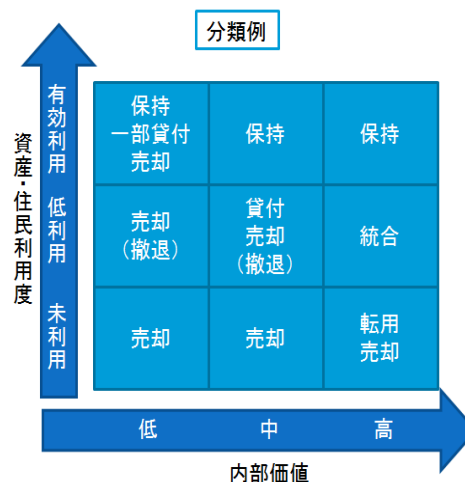 分類例
資産・住民利用度
有効利用
低利用
未利用
保持
一部貸付
売却
保持
保持
売却
(撤退)
貸付
売却
(撤退)
統合
売却
売却
転用
売却
低
中
高
内部価値